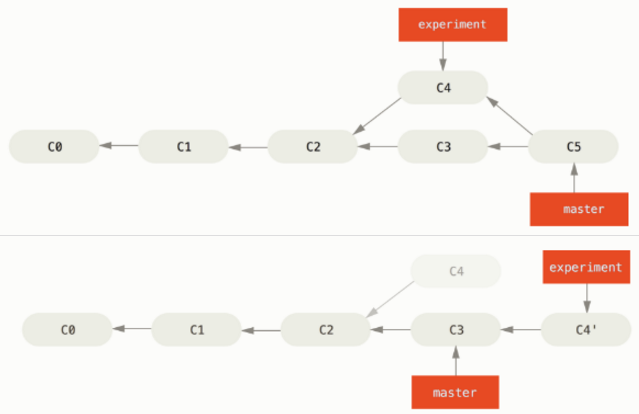 experiment
C4
C0 C1 C2 C3 C5
master
C4 experiment
C0 C1 C2 C3 C4'
master